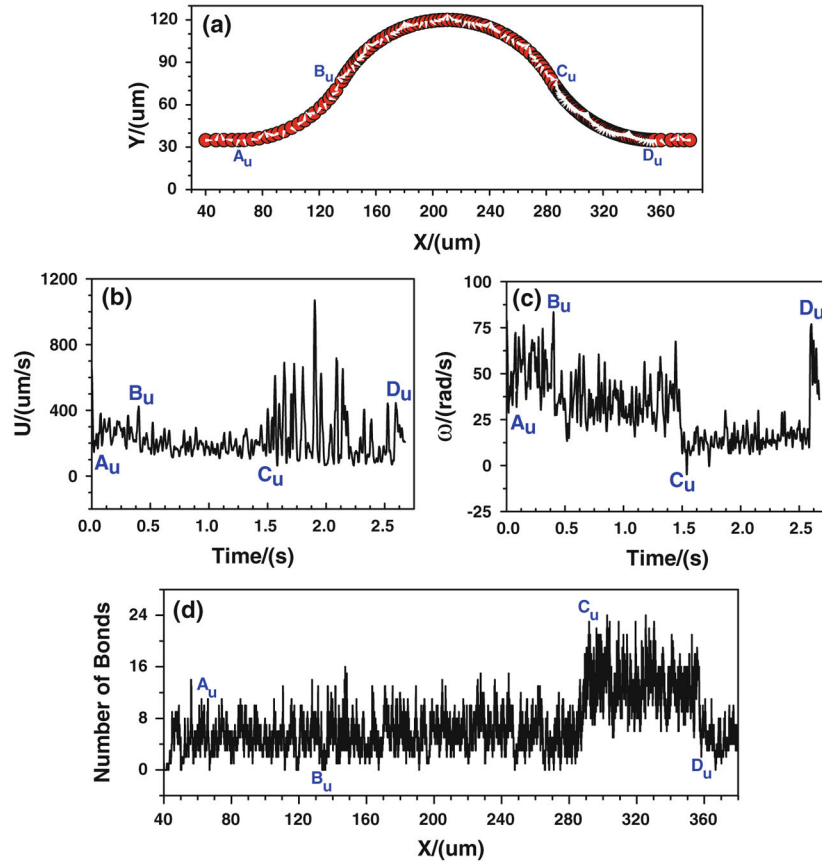 (a)
120
90
60
30
0
Y/(um)
Au
Bu
Cu
Du
40 80 120 160 200 240 280 320 360
X/(um)
(b)
1200
800
400
0
U/(um/s)
Au
Bu
Cu
Du
0.0 0.5 1.0 1.5 2.0 2.5
Time/(s)
(c)
100
75
50
25
0
-25
ω/(rad/s)
Au
Bu
Cu
Du
0.0 0.5 1.0 1.5 2.0 2.5
Time/(s)
(d)
24
16
8
0
Number of Bonds
Au
Bu
Cu
Du
40 80 120 160 200 240 280 320 360
X/(um)